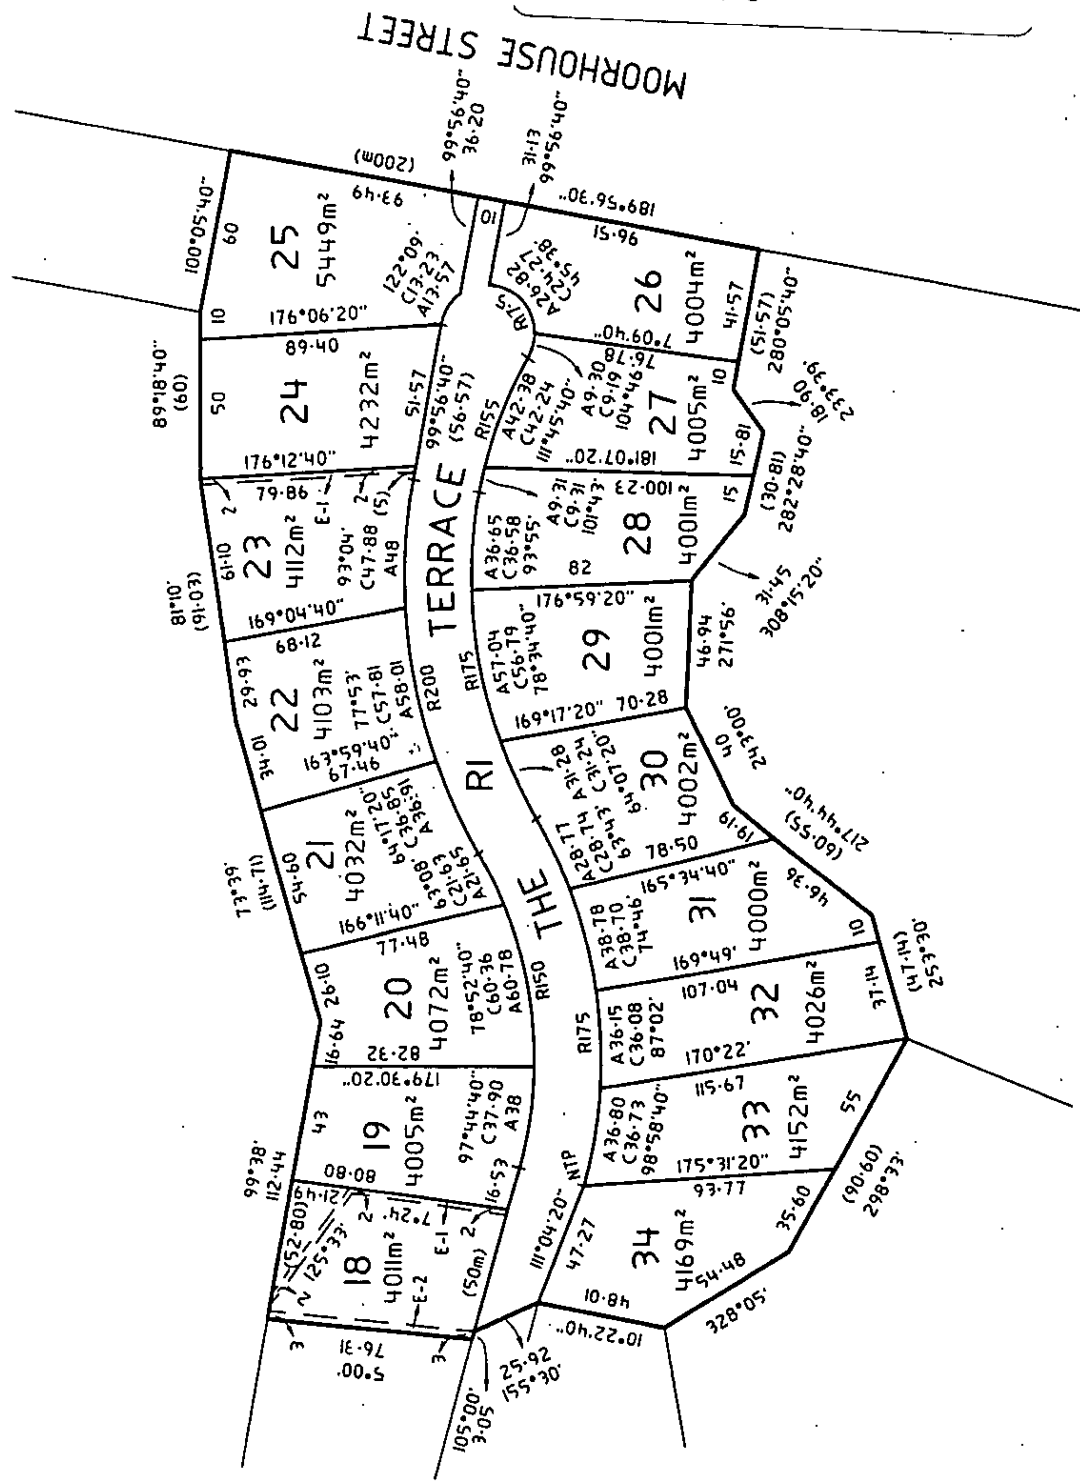 MOORHOUSE STREET
99°56'40"
36·20
31·13
99°56'40"
(200m)
93·49
189°56'30"
96·51
100°05'40"
60
10
25
5449m²
122°09'
C13·23
A13·57
176°06'20"
89·40
10
R17·5
A26·82
C24·27
45°38'
26
4004m²
41·57
(51·57)
280°05'40"
7°09'40"
76·78
89°18'40"
(60)
50
24
4232m²
51·57
99°56'40"
(56·57)
R155
A42·38
C42·24
111°45'40"
A9·30
C9·19
104°46'
27
4005m²
10
18·90
233°39'
15·81
(30·81)
282°28'40"
176°12'40"
79·86
2
E-1
2
(5)
181°07'20"
100·23
81°10'
(91·03)
61·10
23
4112m²
93°04'
C47·88
A48
TERRACE
A9·31
C9·31
101°43'
A36·65
C36·58
93°55'
28
4001m²
15
31·45
308°15'20"
169°04'40"
68·12
82
176°59'20"
29·93
34·01
22
4103m²
77°53'
C57·81
A58·01
R200
R175
A57·04
C56·79
78°34'40"
29
4001m²
46·94
271°56'
163°59'40"
67·94
169°17'20"
70·28
73°39'
(114·71)
54·60
21
4032m²
64°17'20"
C36·85
A36·91
63°08'
C21·63
A21·65
RI
A31·28
C31·24
64°07'20"
A28·77
C28·74
63°43'
30
4002m²
40
243°00'
19·19
217°44'40"
(60·55)
166°11'40"
77·48
78·50
165°34'40"
26·10
16·64
20
4072m²
78°52'40"
C60·36
A60·78
R150
THE
A38·78
C38·70
74°46'
31
4000m²
46·36
10
82·32
179°30'20"
169°49'
107·04
R175
A36·15
C36·08
87°02'
32
4026m²
37·14
(47·14)
253°30'
43
19
4005m²
97°44'40"
C37·90
A38
170°22'
115·67
99°38'
112·44
80·80
7°24'
16·53
NTP
A36·80
C36·73
98°58'40"
33
4152m²
55
(90·60)
298°33'
175°31'20"
93·77
21·49
(52·80)
125°33'
2
2
18
4011m²
E-1
2
E-2
(50m)
111°04'20"
47·27
34
4169m²
35·60
54·48
328°05'
48·01
10°22'40"
3
76·31
5°00'
3
105°00'
3·05
25·92
155°30'